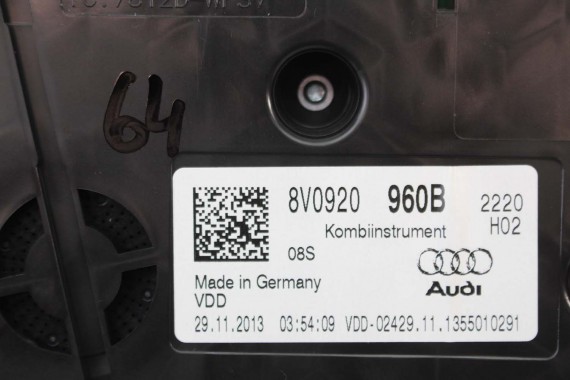 64
8V0920 960B 2220
Kombiinstrument H02
08S
Made in Germany
VDD
Audi
29.11.2013 03:54:09 VDD-02429.11.1355010291